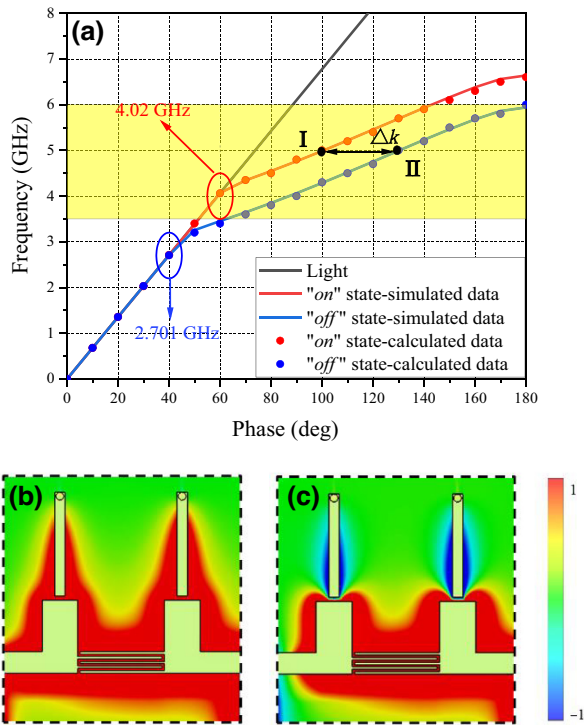 (a)
8
7
6
5
4
3
2
1
0
Frequency (GHz)
4.02 GHz
I
Δk
II
2.701 GHz
Light
"on" state-simulated data
"off" state-simulated data
"on" state-calculated data
"off" state-calculated data
0 20 40 60 80 100 120 140 160 180
Phase (deg)
(b)
(c)
1
−1